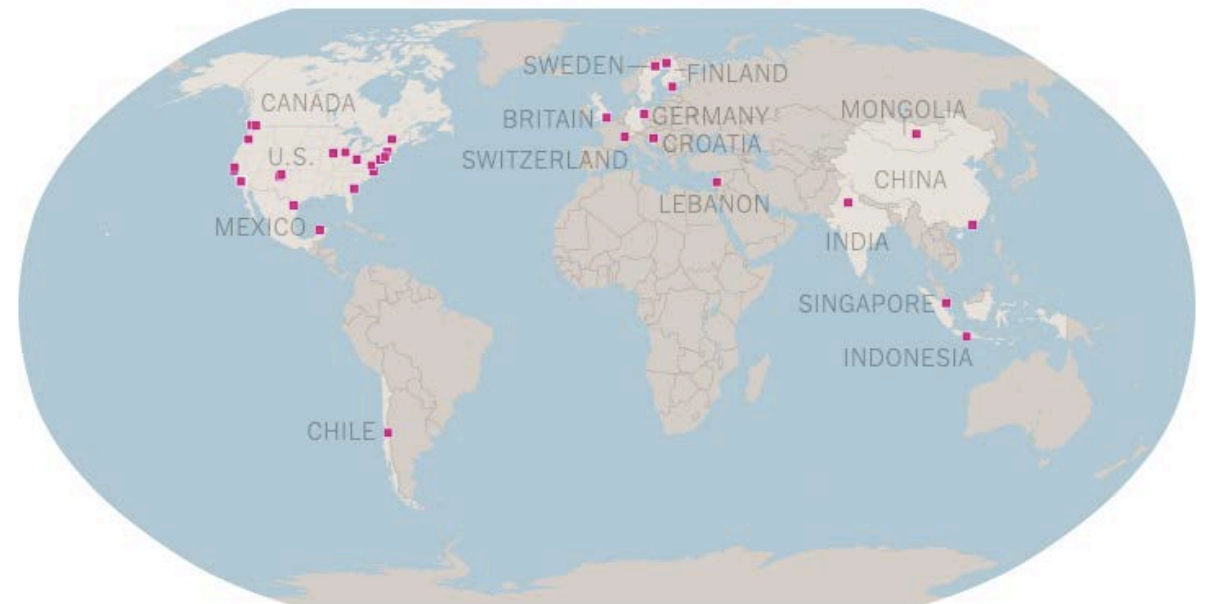 SWEDEN
FINLAND
CANADA
BRITAIN
GERMANY
MONGOLIA
CROATIA
U.S.
SWITZERLAND
CHINA
LEBANON
MEXICO
INDIA
SINGAPORE
INDONESIA
CHILE